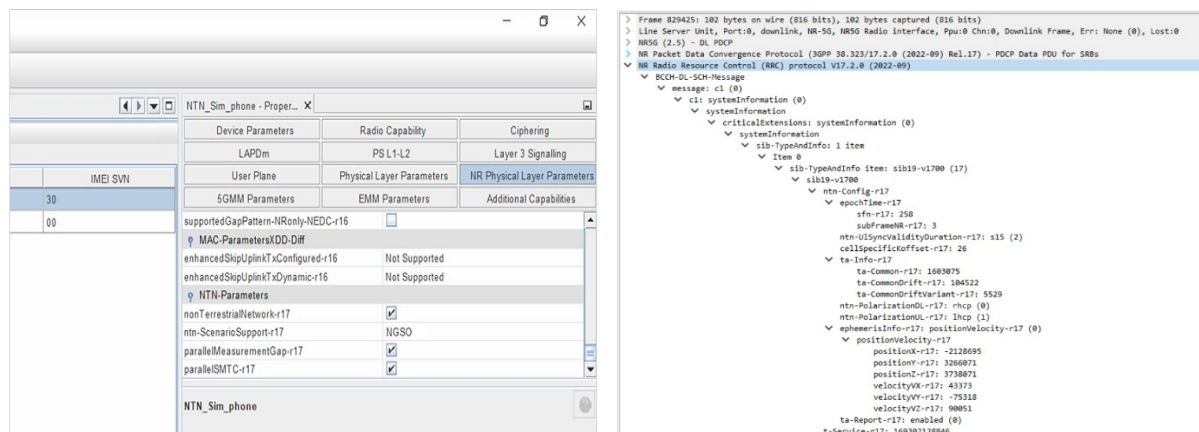 NTN_Sim_phone - Proper... X
Device Parameters Radio Capability Ciphering
LAPDm PS L1-L2 Layer 3 Signalling
User Plane Physical Layer Parameters NR Physical Layer Parameters
5GMM Parameters EMM Parameters Additional Capabilities
IMEI SVN
30
00
supportedGapPattern-NRonly-NEDC-r16
MAC-ParametersXDD-Diff
enhancedSkipUplinkTxConfigured-r16 Not Supported
enhancedSkipUplinkTxDynamic-r16 Not Supported
NTN-Parameters
nonTerrestrialNetwork-r17
ntn-ScenarioSupport-r17 NGSO
parallelMeasurementGap-r17
parallelSMTC-r17
NTN_Sim_phone
Frame 829425: 102 bytes on wire (816 bits), 102 bytes captured (816 bits)
Line Server Unit, Port:0, downlink, NR-5G, NR5G Radio interface, Ppu:0 Chn:0, Downlink Frame, Err: None (0), Lost:0
NR5G (2.5) - DL PDCP
NR Packet Data Convergence Protocol (3GPP 38.323/17.2.0 (2022-09) Rel.17) - PDCP Data PDU for SRBs
NR Radio Resource Control (RRC) protocol V17.2.0 (2022-09)
BCCH-DL-SCH-Message
message: c1 (0)
c1: systemInformation (0)
systemInformation
criticalExtensions: systemInformation (0)
systemInformation
sib-TypeAndInfo: 1 item
Item 0
sib-TypeAndInfo item: sib19-v1700 (17)
sib19-v1700
ntn-Config-r17
epochTime-r17
sfn-r17: 258
subFrameNR-r17: 3
ntn-UlSyncValidityDuration-r17: s15 (2)
cellSpecificKoffset-r17: 26
ta-Info-r17
ta-Common-r17: 1603075
ta-CommonDrift-r17: 104522
ta-CommonDriftVariant-r17: 5529
ntn-PolarizationDL-r17: rhcp (0)
ntn-PolarizationUL-r17: lhcp (1)
ephemerisInfo-r17: positionVelocity-r17 (0)
positionVelocity-r17
positionX-r17: -2128695
positionY-r17: 3266071
positionZ-r17: 3738071
velocityVX-r17: 43373
velocityVY-r17: -75318
velocityVZ-r17: 90051
ta-Report-r17: enabled (0)
t-Service-r17: 169302128046